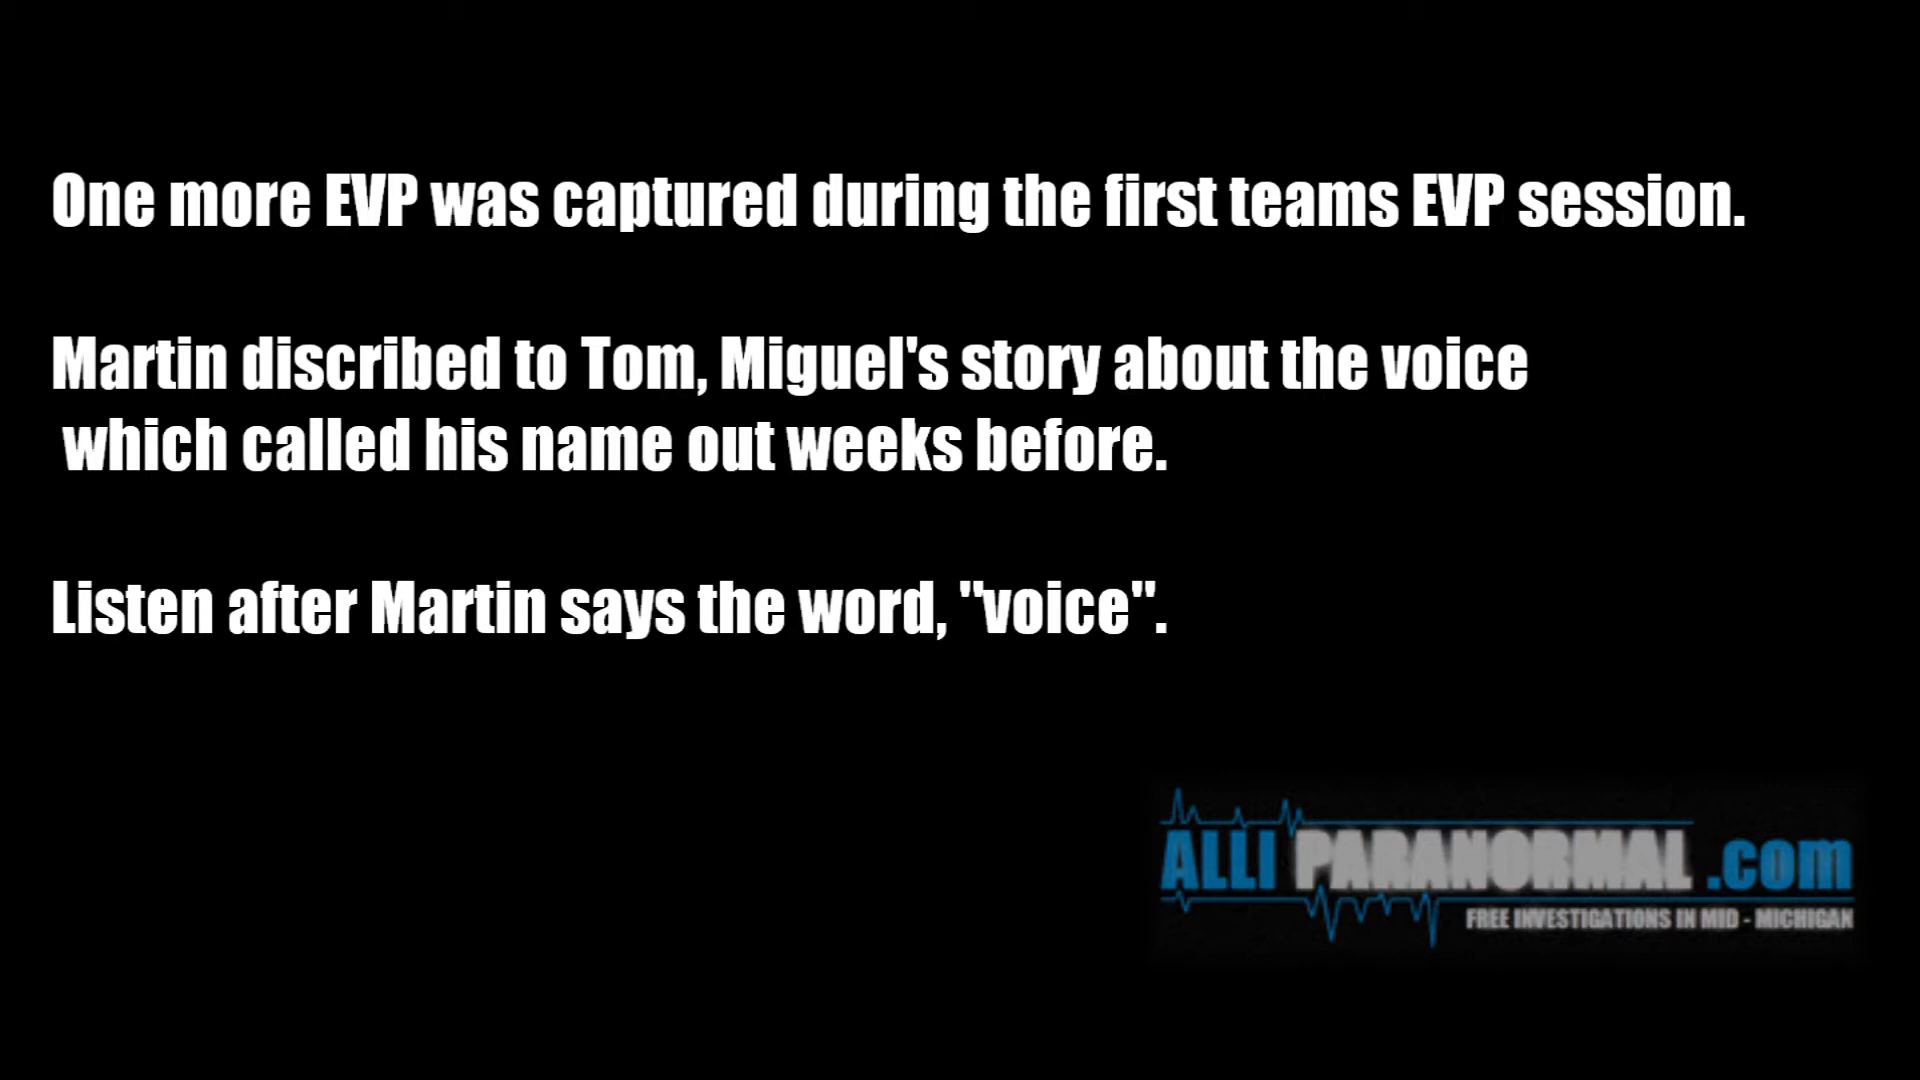 One more EVP was captured during the first teams EVP session.
Martin discribed to Tom, Miguel's story about the voice
which called his name out weeks before.
Listen after Martin says the word, "voice".
ALLI PARANORMAL .com
FREE INVESTIGATIONS IN MID - MICHIGAN